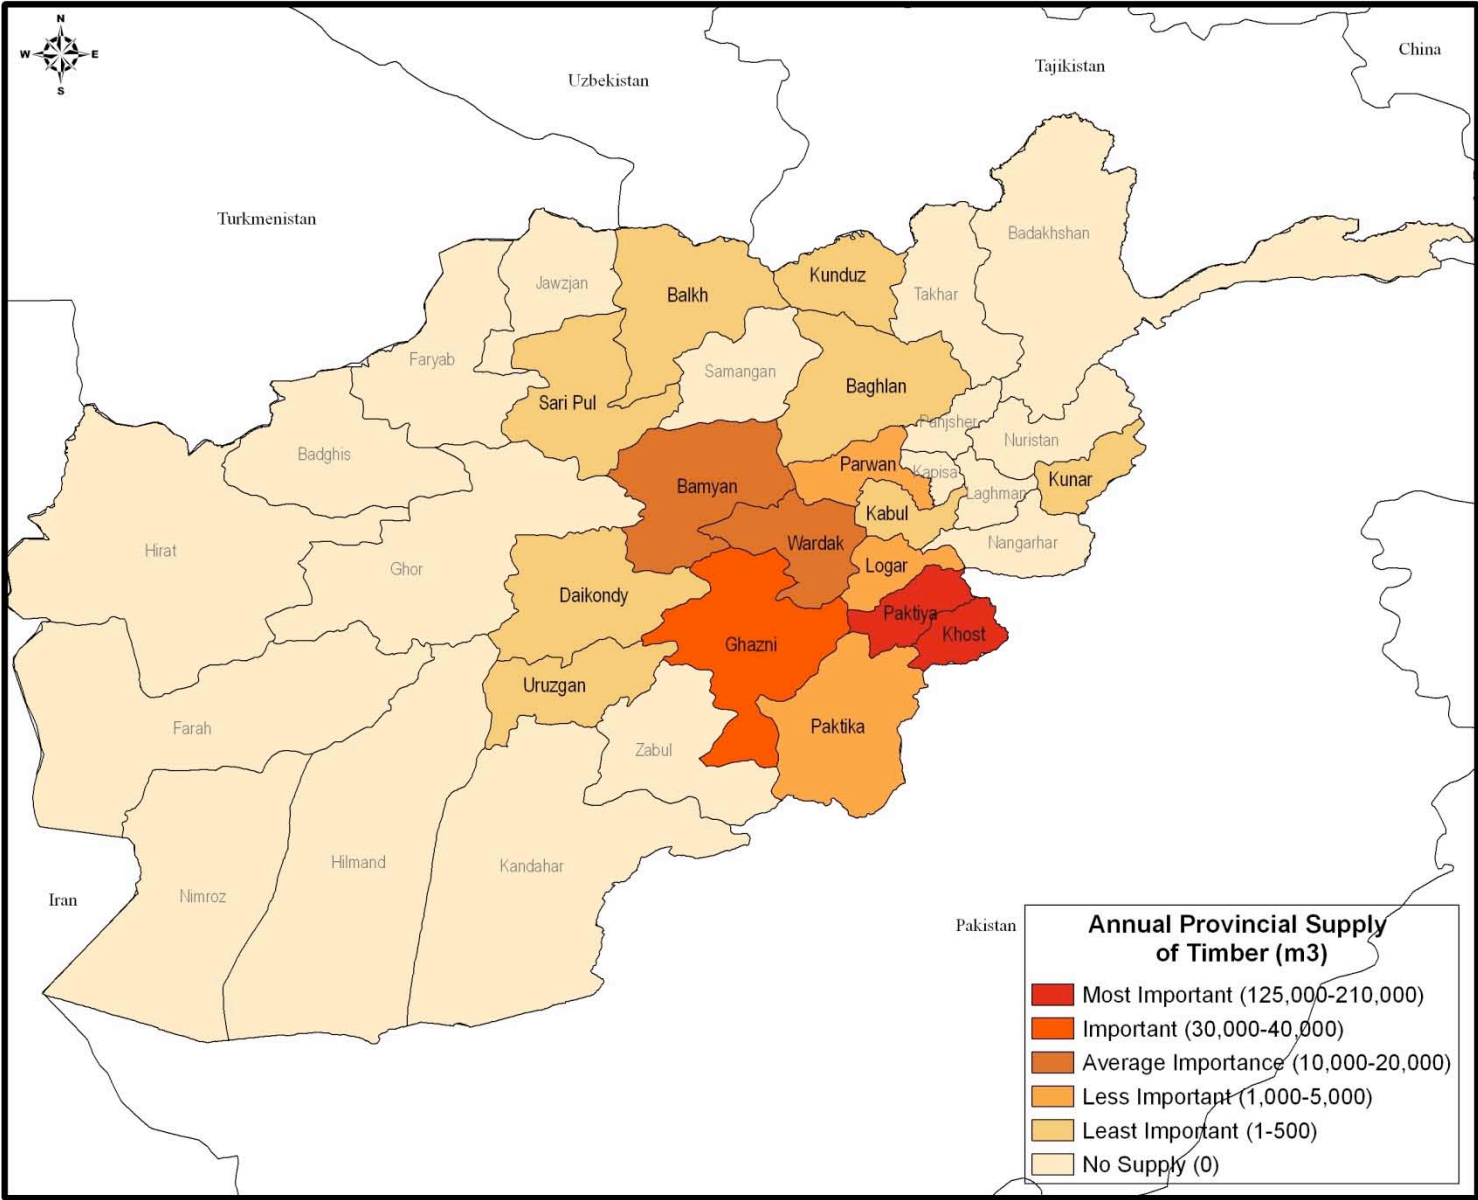 N
W E
S
Uzbekistan
Tajikistan
China
Turkmenistan
Badakhshan
Jawzjan
Balkh
Kunduz
Takhar
Faryab
Samangan
Baghlan
Sari Pul
Panjsher
Nuristan
Badghis
Parwan
Kapisa
Kunar
Bamyan
Laghman
Kabul
Hirat
Wardak
Nangarhar
Ghor
Logar
Daikondy
Paktiya
Khost
Ghazni
Uruzgan
Farah
Paktika
Zabul
Hilmand
Kandahar
Nimroz
Iran
Pakistan
Annual Provincial Supply
of Timber (m3)
Most Important (125,000-210,000)
Important (30,000-40,000)
Average Importance (10,000-20,000)
Less Important (1,000-5,000)
Least Important (1-500)
No Supply (0)